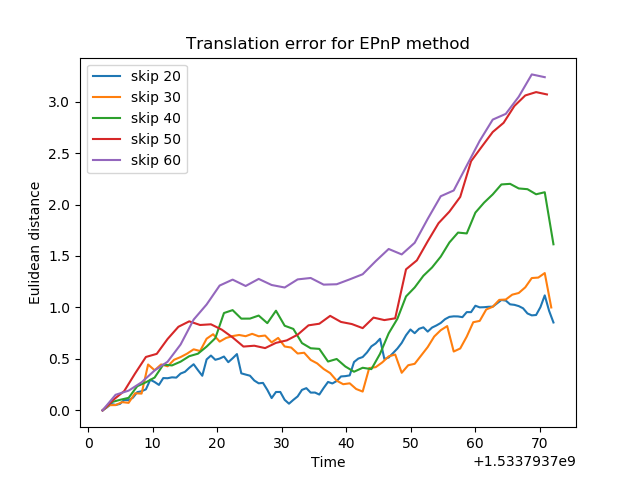 Translation error for EPnP method
skip 20
skip 30
skip 40
skip 50
skip 60
Eulidean distance
3.0
2.5
2.0
1.5
1.0
0.5
0.0
0 10 20 30 40 50 60 70
Time
+1.5337937e9